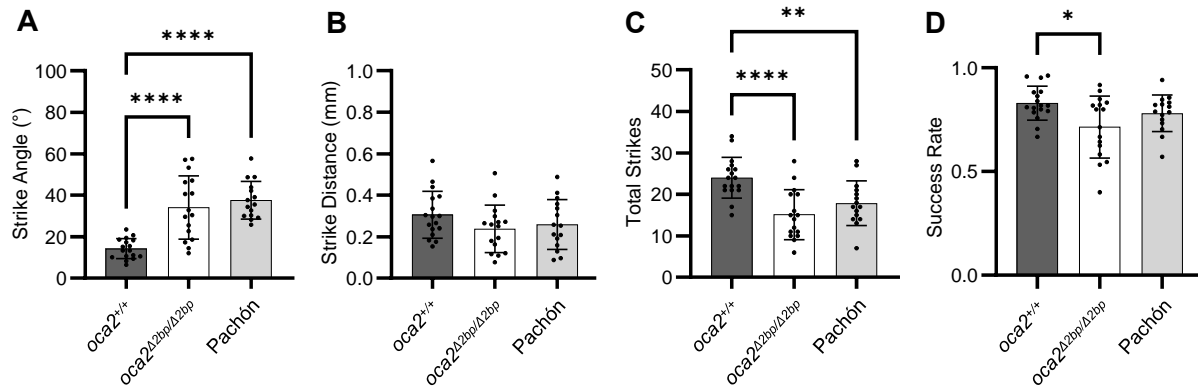 A
Strike Angle (°)
100
80
60
40
20
0
****
****
oca2+/+
oca2Δ2bp/Δ2bp
Pachón
B
Strike Distance (mm)
1.0
0.8
0.6
0.4
0.2
0.0
oca2+/+
oca2Δ2bp/Δ2bp
Pachón
C
Total Strikes
50
40
30
20
10
0
**
****
oca2+/+
oca2Δ2bp/Δ2bp
Pachón
D
Success Rate
1.0
0.5
0.0
*
oca2+/+
oca2Δ2bp/Δ2bp
Pachón